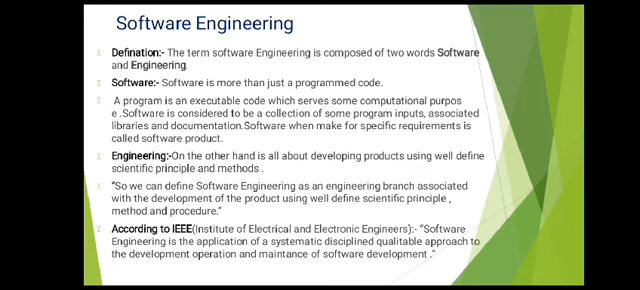 Software Engineering
Defination:- The term software Engineering is composed of two words Software
and Engineering.
Software:- Software is more than just a programmed code.
A program is an executable code which serves some computational purpos
e .Software is considered to be a collection of some program inputs, associated
libraries and documentation.Software when make for specific requirements is
called software product.
Engineering:-On the other hand is all about developing products using well define
scientific principle and methods .
“So we can define Software Engineering as an engineering branch associated
with the development of the product using well define scientific principle ,
method and procedure.”
According to IEEE(Institute of Electrical and Electronic Engineers):- “Software
Engineering is the application of a systematic disciplined qualitable approach to
the development operation and maintance of software development .”